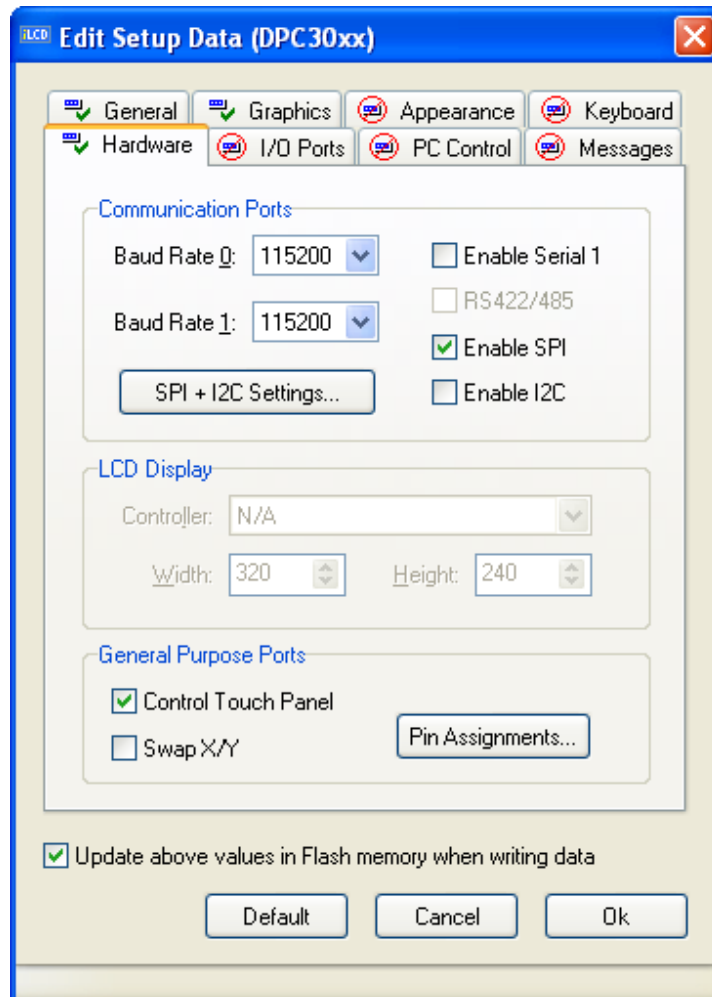 iLCD Edit Setup Data (DPC30xx)
General Graphics Appearance Keyboard
Hardware I/O Ports PC Control Messages
Communication Ports
Baud Rate 0: 115200 Enable Serial 1
RS422/485
Baud Rate 1: 115200
Enable SPI
SPI + I2C Settings... Enable I2C
LCD Display
Controller: N/A
Width: 320 Height: 240
General Purpose Ports
Control Touch Panel
Swap X/Y Pin Assignments...
Update above values in Flash memory when writing data
Default Cancel Ok